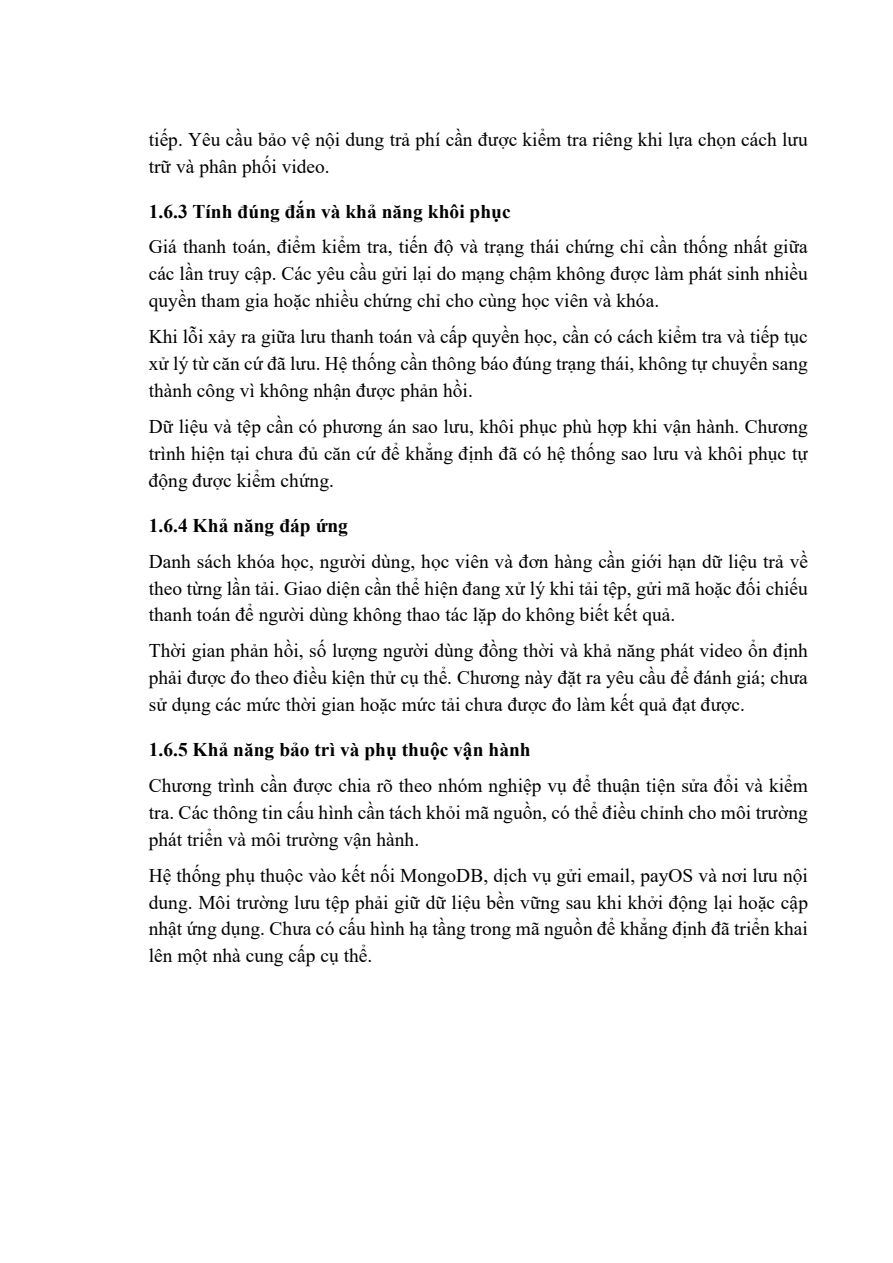 tiếp. Yêu cầu bảo vệ nội dung trả phí cần được kiểm tra riêng khi lựa chọn cách lưu
trữ và phân phối video.
1.6.3 Tính đúng đắn và khả năng khôi phục
Giá thanh toán, điểm kiểm tra, tiến độ và trạng thái chứng chỉ cần thống nhất giữa
các lần truy cập. Các yêu cầu gửi lại do mạng chậm không được làm phát sinh nhiều
quyền tham gia hoặc nhiều chứng chỉ cho cùng học viên và khóa.
Khi lỗi xảy ra giữa lưu thanh toán và cấp quyền học, cần có cách kiểm tra và tiếp tục
xử lý từ căn cứ đã lưu. Hệ thống cần thông báo đúng trạng thái, không tự chuyển sang
thành công vì không nhận được phản hồi.
Dữ liệu và tệp cần có phương án sao lưu, khôi phục phù hợp khi vận hành. Chương
trình hiện tại chưa đủ căn cứ để khẳng định đã có hệ thống sao lưu và khôi phục tự
động được kiểm chứng.
1.6.4 Khả năng đáp ứng
Danh sách khóa học, người dùng, học viên và đơn hàng cần giới hạn dữ liệu trả về
theo từng lần tải. Giao diện cần thể hiện đang xử lý khi tải tệp, gửi mã hoặc đối chiếu
thanh toán để người dùng không thao tác lặp do không biết kết quả.
Thời gian phản hồi, số lượng người dùng đồng thời và khả năng phát video ổn định
phải được đo theo điều kiện thử cụ thể. Chương này đặt ra yêu cầu để đánh giá; chưa
sử dụng các mức thời gian hoặc mức tải chưa được đo làm kết quả đạt được.
1.6.5 Khả năng bảo trì và phụ thuộc vận hành
Chương trình cần được chia rõ theo nhóm nghiệp vụ để thuận tiện sửa đổi và kiểm
tra. Các thông tin cấu hình cần tách khỏi mã nguồn, có thể điều chỉnh cho môi trường
phát triển và môi trường vận hành.
Hệ thống phụ thuộc vào kết nối MongoDB, dịch vụ gửi email, payOS và nơi lưu nội
dung. Môi trường lưu tệp phải giữ dữ liệu bền vững sau khi khởi động lại hoặc cập
nhật ứng dụng. Chưa có cấu hình hạ tầng trong mã nguồn để khẳng định đã triển khai
lên một nhà cung cấp cụ thể.